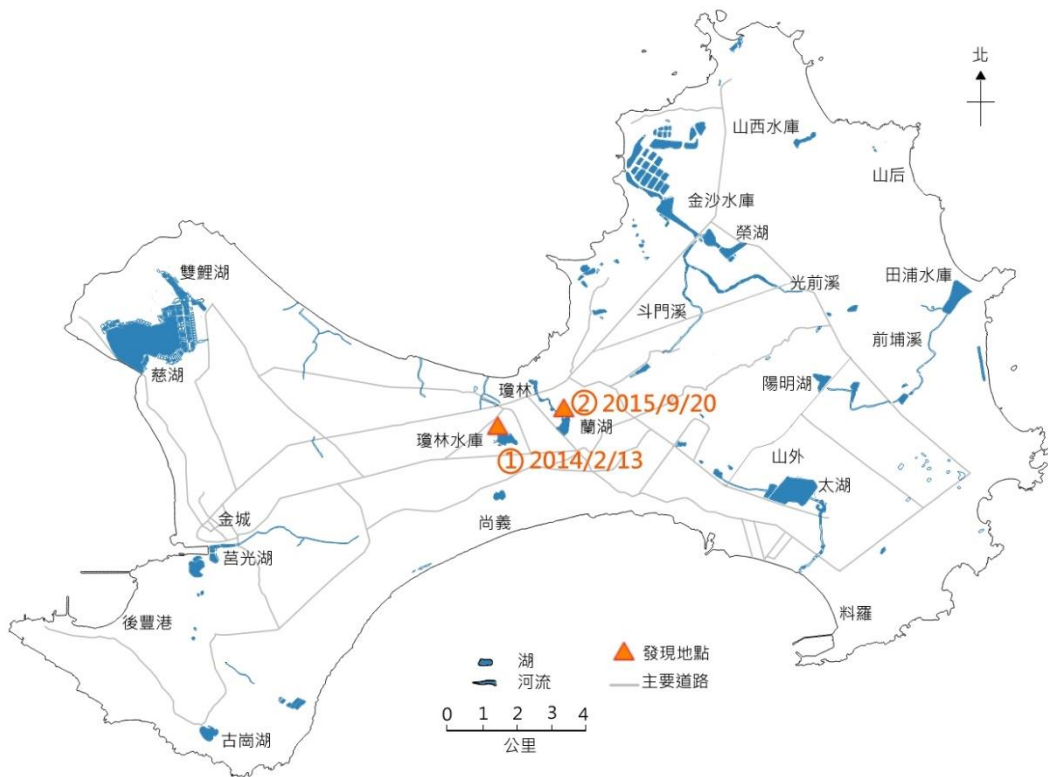 北
山西水庫
山后
金沙水庫
榮湖
雙鯉湖
光前溪
田浦水庫
斗門溪
前埔溪
慈湖
瓊林
陽明湖
② 2015/9/20
瓊林水庫
蘭湖
① 2014/2/13
山外
太湖
尚義
金城
莒光湖
後豐港
料羅
湖
發現地點
河流
主要道路
0 1 2 3 4
公里
古崗湖